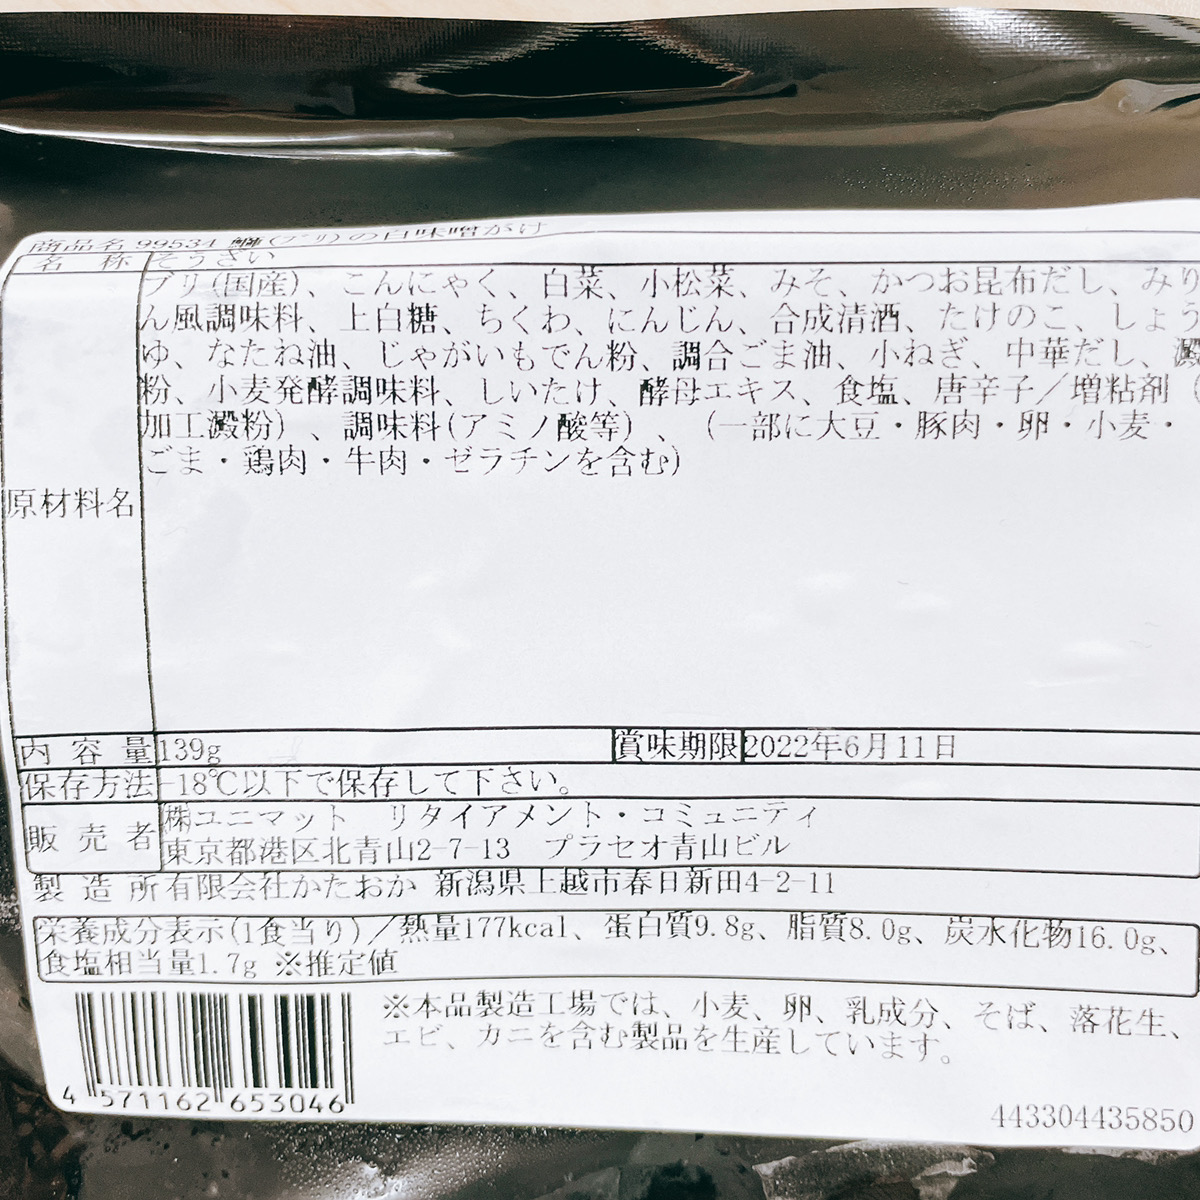 商品名 99534 鰤(ブリ)の白味噌がけ
名 称 そうざい
原材料名
ブリ(国産)、こんにゃく、白菜、小松菜、みそ、かつお昆布だし、みり
ん風調味料、上白糖、ちくわ、にんじん、合成清酒、たけのこ、しょう
ゆ、なたね油、じゃがいもでん粉、調合ごま油、小ねぎ、中華だし、澱
粉、小麦発酵調味料、しいたけ、酵母エキス、食塩、唐辛子／増粘剤（
加工澱粉）、調味料(アミノ酸等）、（一部に大豆・豚肉・卵・小麦・
ごま・鶏肉・牛肉・ゼラチンを含む)
内 容 量 139g 賞味期限 2022年6月11日
保存方法 -18℃以下で保存して下さい。
販 売 者 ㈱ユニマット リタイアメント・コミュニティ
東京都港区北青山2-7-13 プラセオ青山ビル
製 造 所 有限会社かたおか 新潟県上越市春日新田4-2-11
栄養成分表示(1食当り)／熱量177kcal、蛋白質9.8g、脂質8.0g、炭水化物16.0g、
食塩相当量1.7g ※推定値
※本品製造工場では、小麦、卵、乳成分、そば、落花生、
エビ、カニを含む製品を生産しています。
4 571162 653046
443304435850